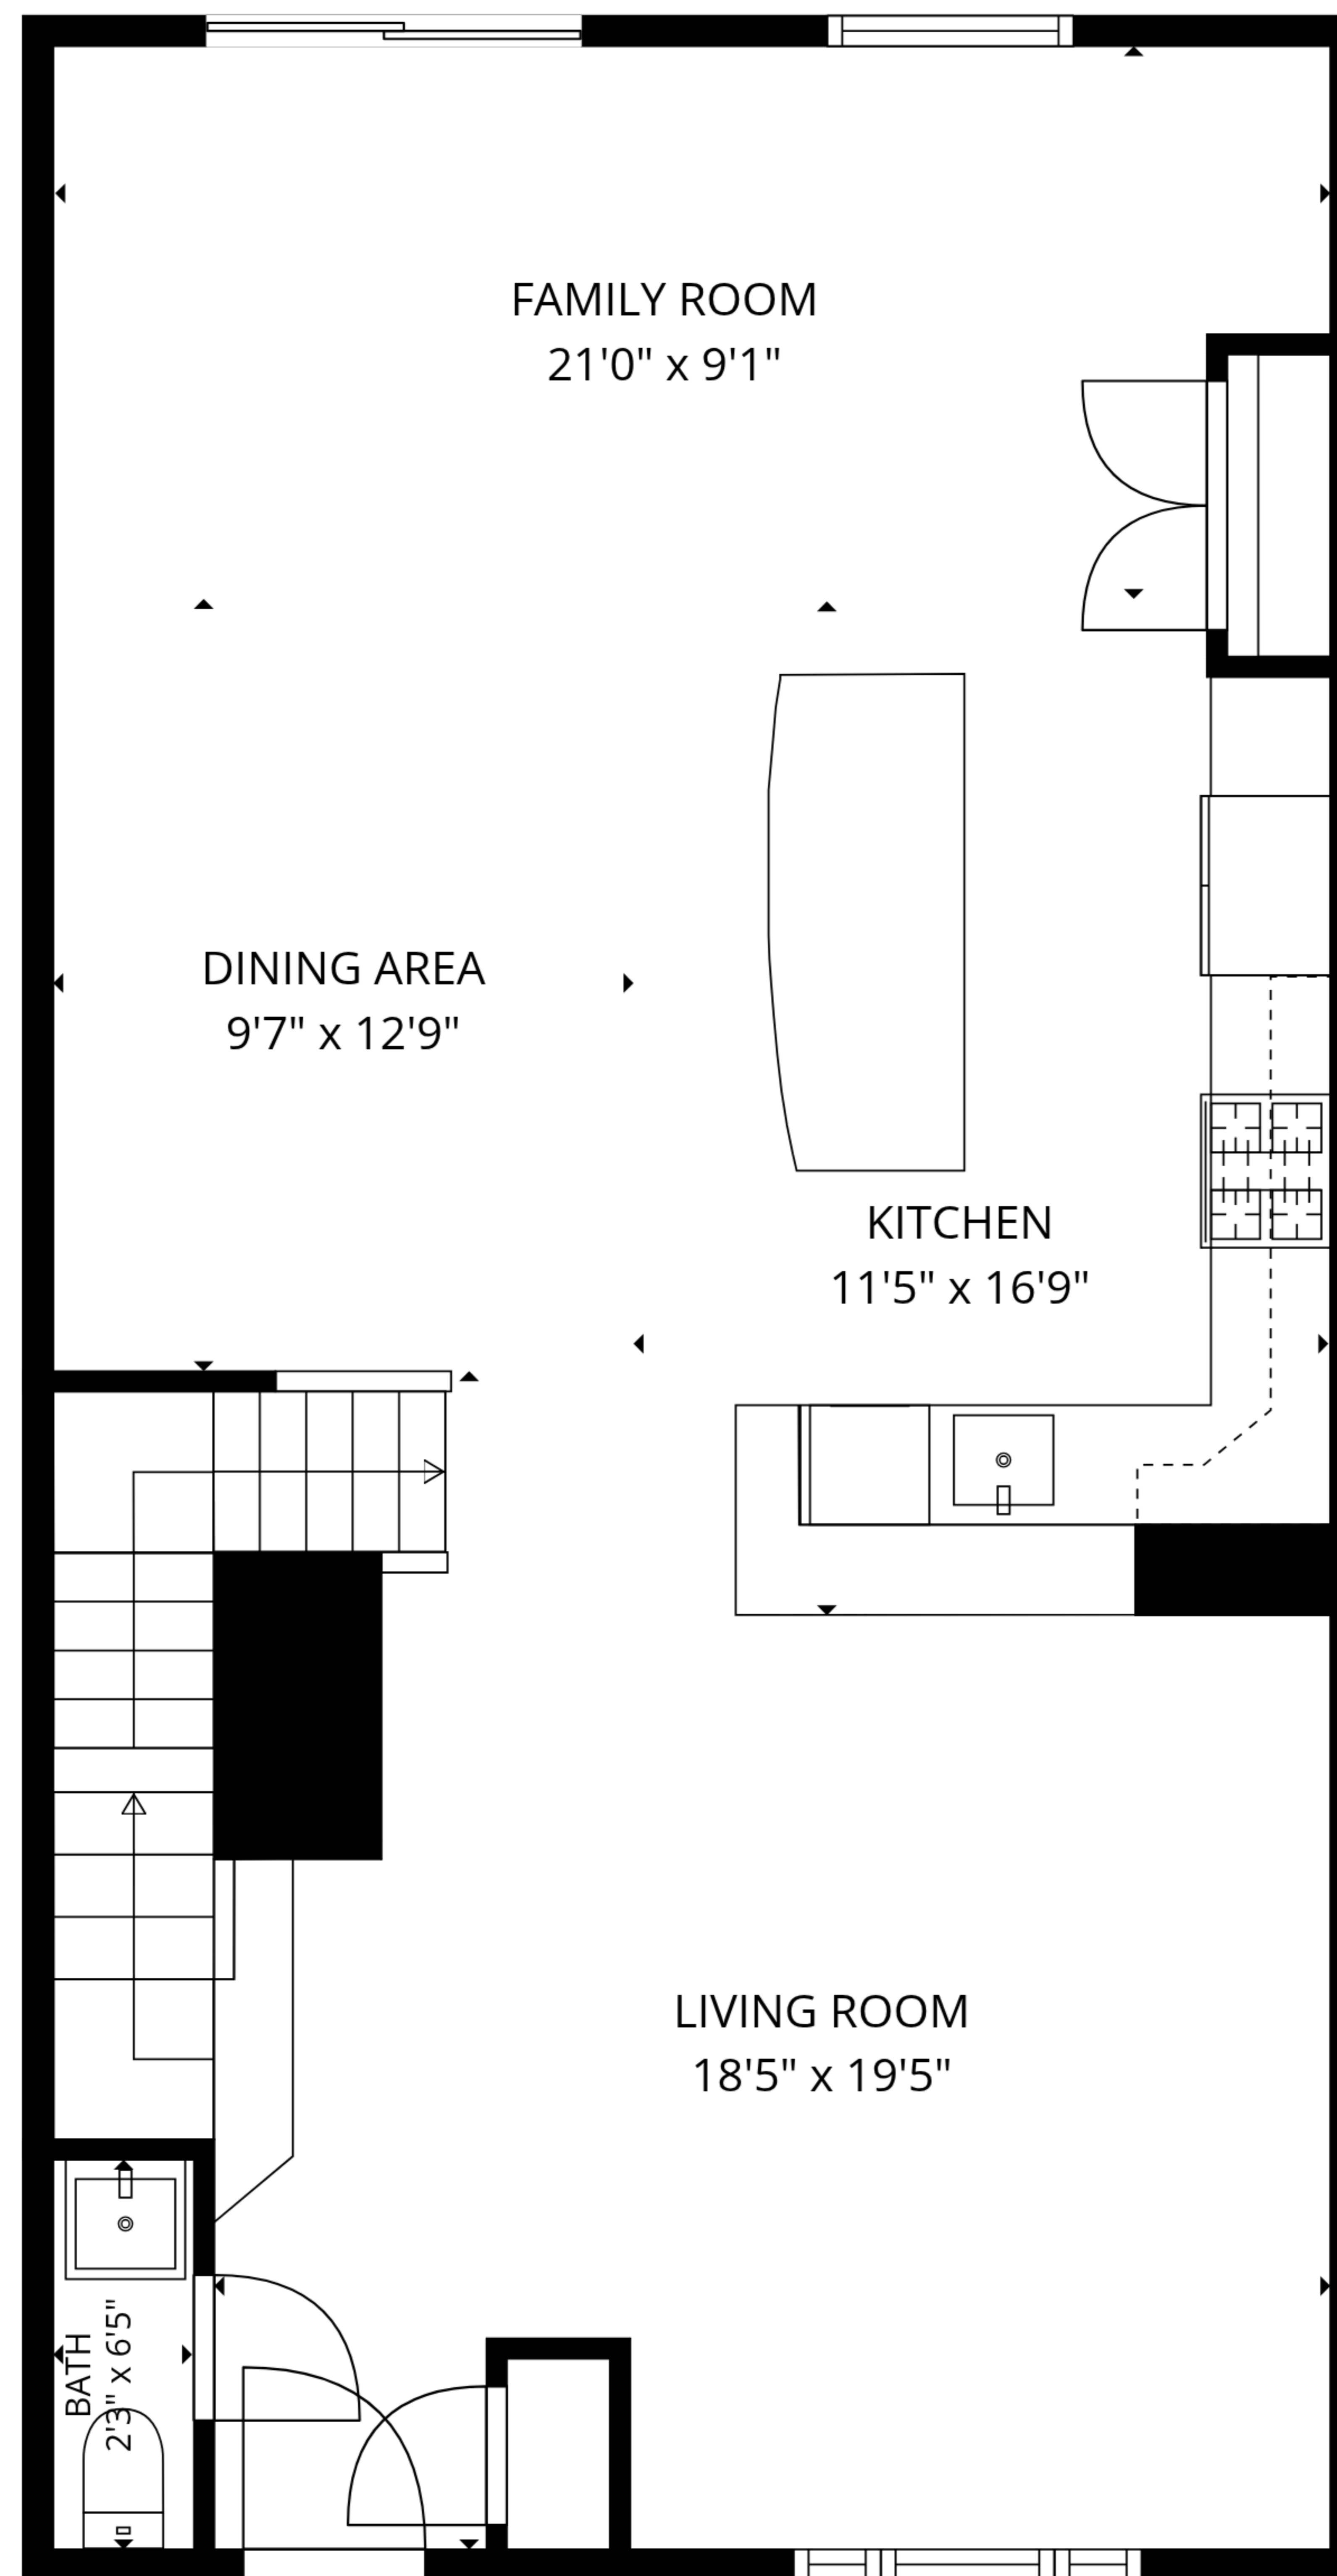 FAMILY ROOM
21'0" x 9'1"
DINING AREA
9'7" x 12'9"
KITCHEN
11'5" x 16'9"
LIVING ROOM
18'5" x 19'5"
BATH
2'3" x 6'5"